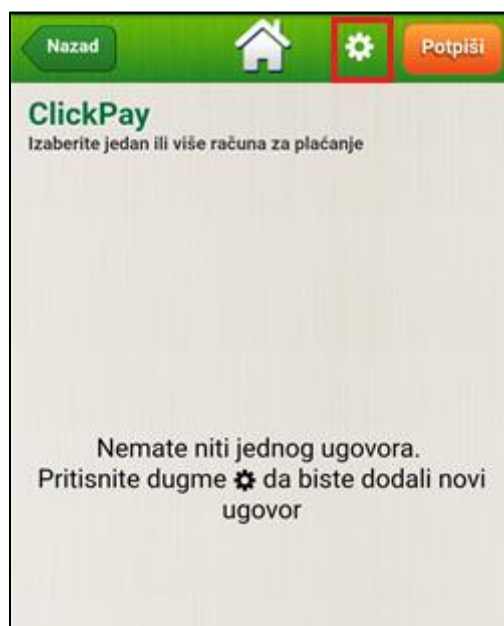 Nazad
Potpiši
ClickPay
Izaberite jedan ili više računa za plaćanje
Nemate niti jednog ugovora.
Pritisnite dugme ⚙ da biste dodali novi
ugovor